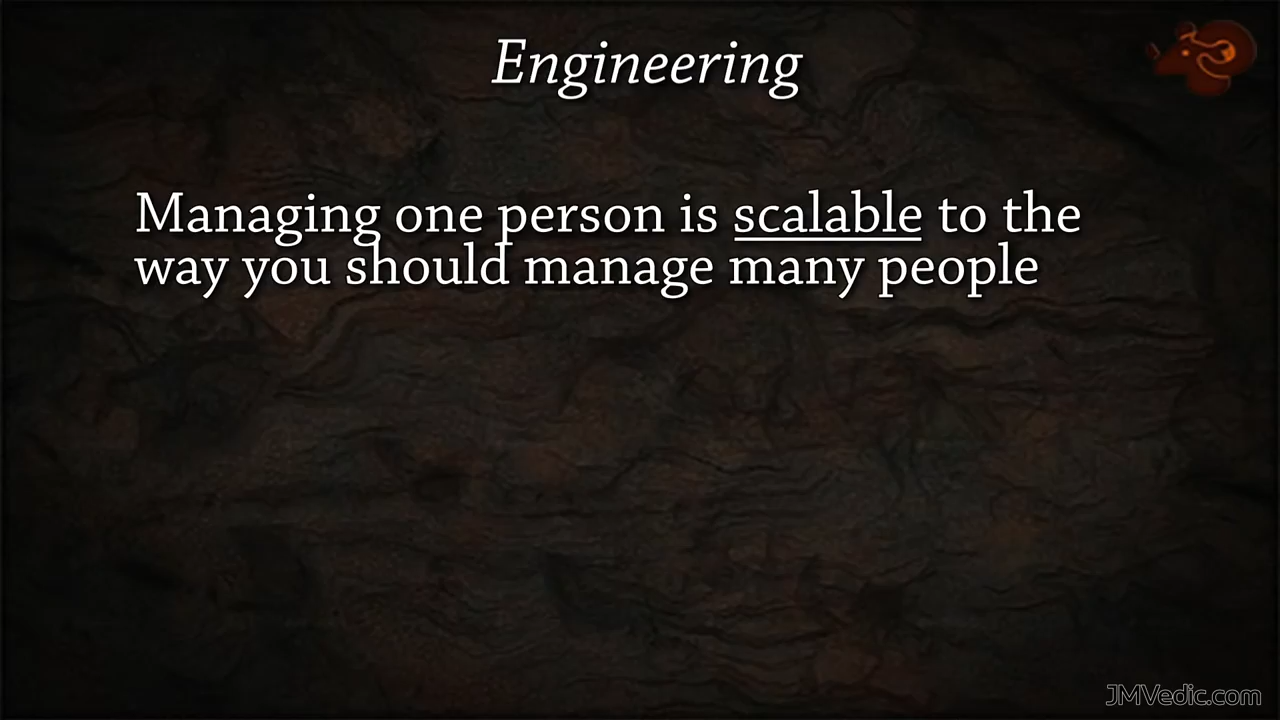 Engineering
Managing one person is scalable to the
way you should manage many people
JMVedic.com